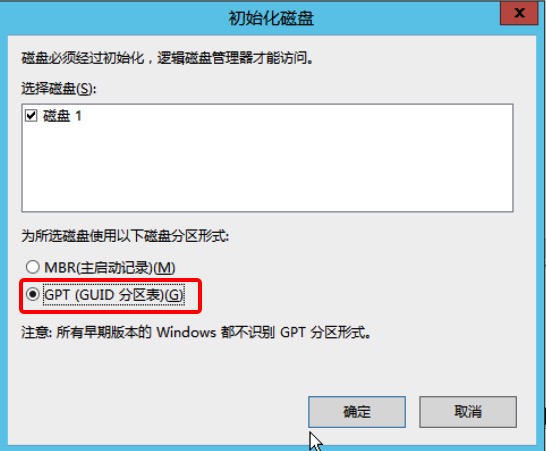 初始化磁盘
x
磁盘必须经过初始化，逻辑磁盘管理器才能访问。
选择磁盘(S):
磁盘 1
为所选磁盘使用以下磁盘分区形式:
MBR(主启动记录)(M)
GPT (GUID 分区表)(G)
注意: 所有早期版本的 Windows 都不识别 GPT 分区形式。
确定 取消